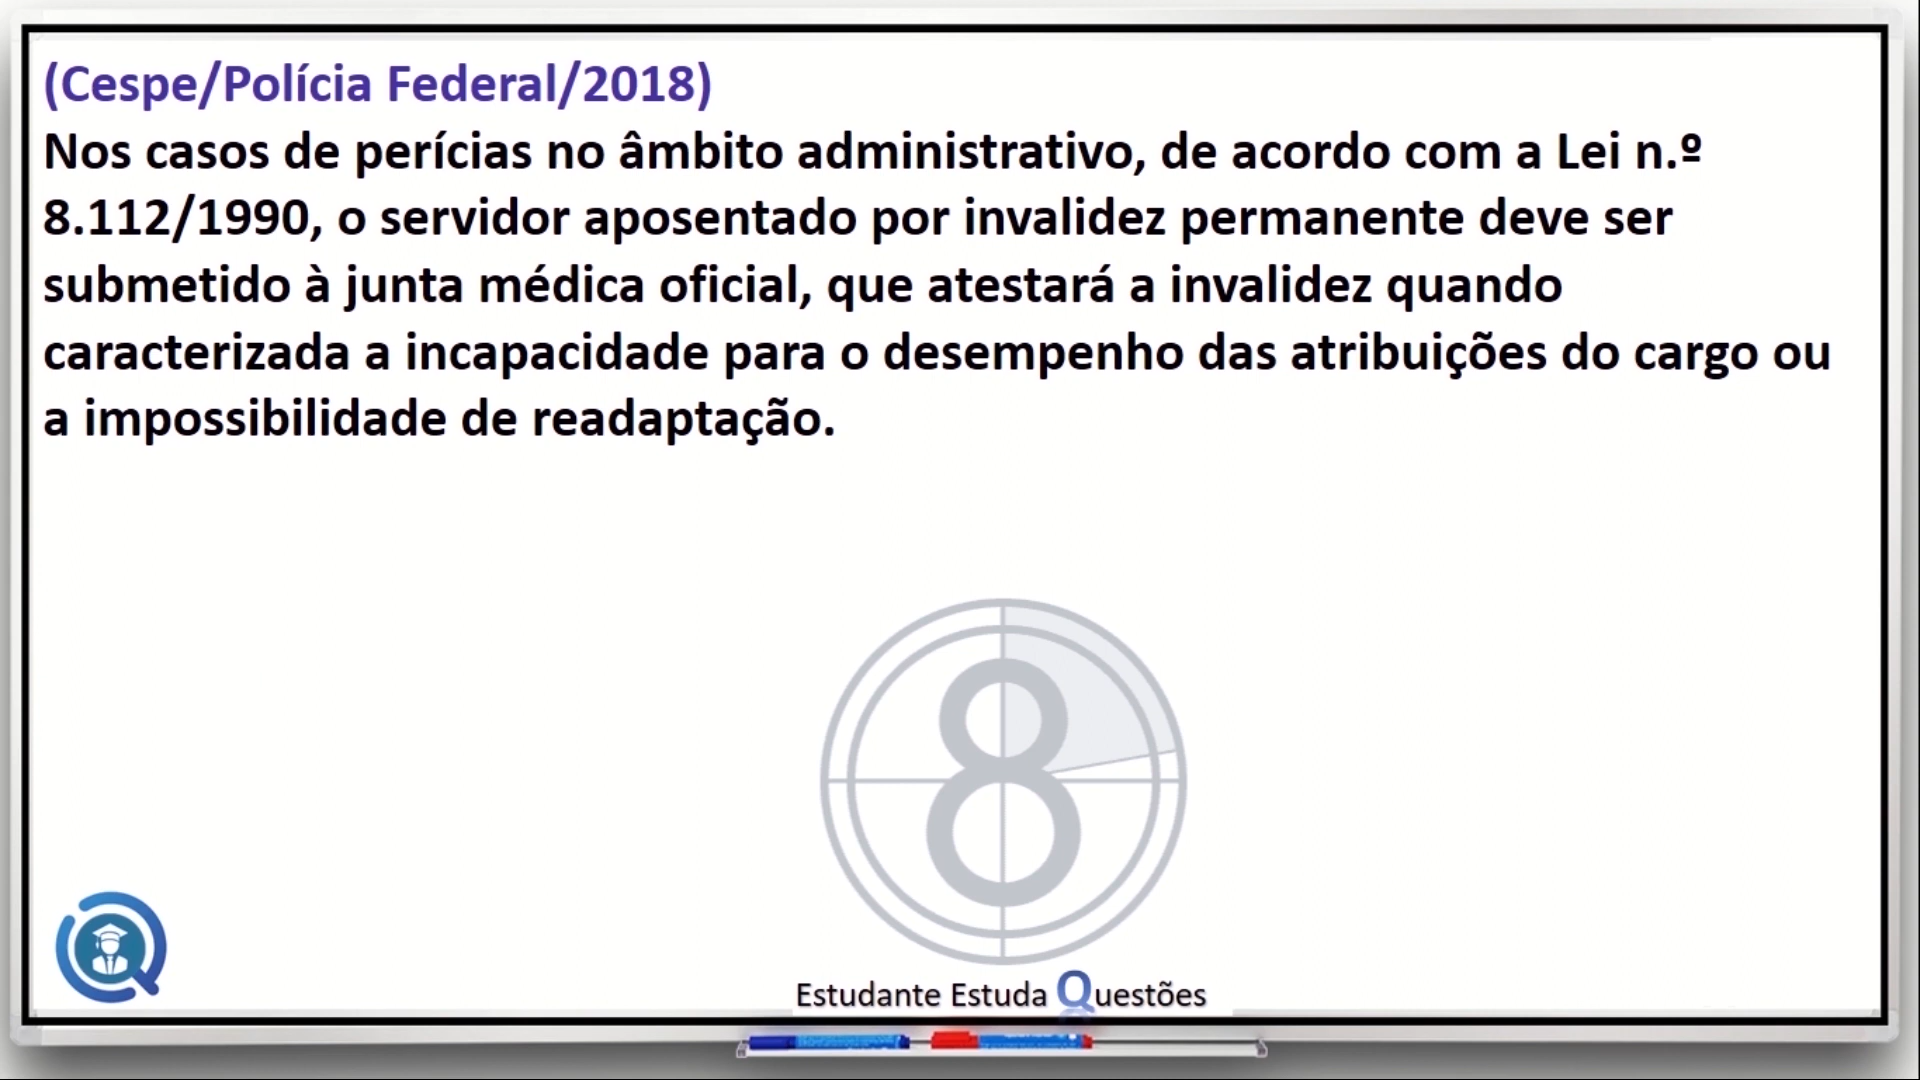 (Cespe/Polícia Federal/2018)
Nos casos de perícias no âmbito administrativo, de acordo com a Lei n.º
8.112/1990, o servidor aposentado por invalidez permanente deve ser
submetido à junta médica oficial, que atestará a invalidez quando
caracterizada a incapacidade para o desempenho das atribuições do cargo ou
a impossibilidade de readaptação.
8
Estudante Estuda Questões